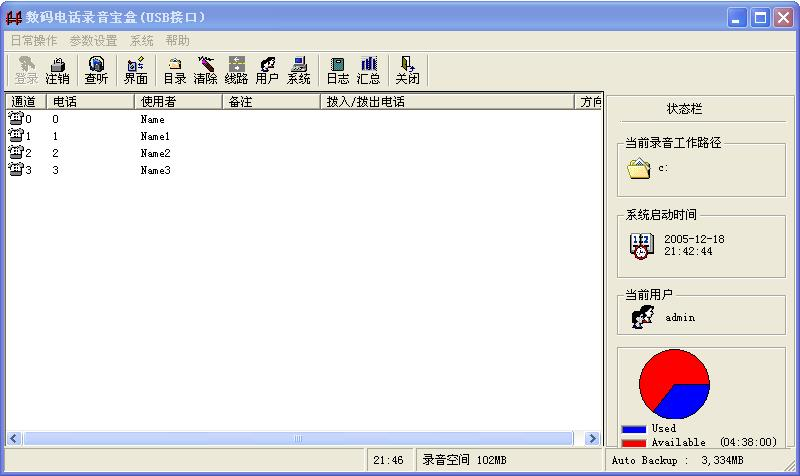 数码电话录音宝盒(USB接口)
日常操作 参数设置 系统 帮助
登录 注销 查听 界面 目录 清除 线路 用户 系统 日志 汇总 关闭
通道 电话 使用者 备注 拨入/拨出电话 方向
0 0 Name
1 1 Name1
2 2 Name2
3 3 Name3
状态栏
当前录音工作路径
c:
系统启动时间
2005-12-18
21:42:44
当前用户
admin
Used
Available (04:38:00)
21:46 录音空间 102MB Auto Backup : 3,334MB